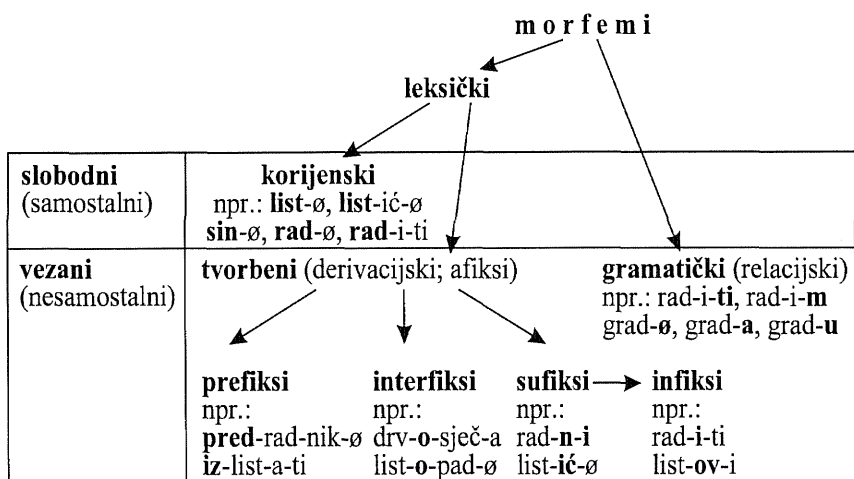 morfemi
leksički
slobodni
(samostalni)
korijenski
npr.: list-ø, list-ić-ø
sin-ø, rad-ø, rad-i-ti
vezani
(nesamostalni)
tvorbeni (derivacijski; afiksi)
gramatički (relacijski)
npr.: rad-i-ti, rad-i-m
grad-ø, grad-a, grad-u
prefiksi
npr.:
pred-rad-nik-ø
iz-list-a-ti
interfiksi
npr.:
drv-o-sječ-a
list-o-pad-ø
sufiksi
npr.:
rad-n-i
list-ić-ø
infiksi
npr.:
rad-i-ti
list-ov-i